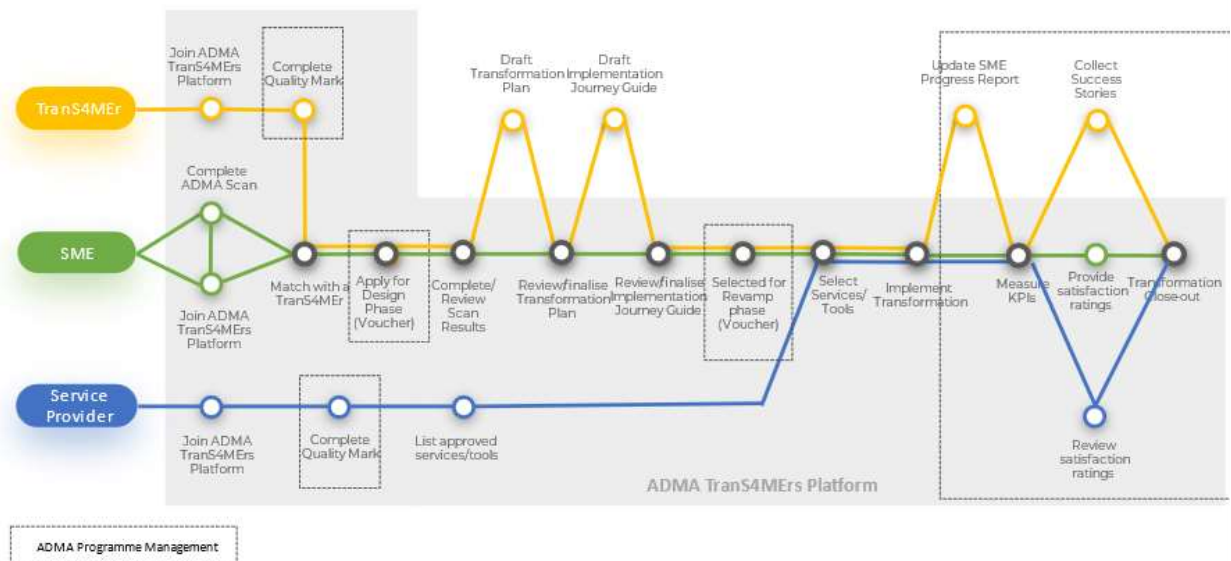 Join ADMA
TranS4MErs
Platform
Complete
Quality Mark
Draft
Transformation
Plan
Draft
Implementation
Journey Guide
Update SME
Progress Report
Collect
Success
Stories
TranS4MEr
Complete
ADMA Scan
SME
Match with a
TranS4MEr
Apply for
Design
Phase
(Voucher)
Complete/
Review
Scan
Results
Review/finalise
Transformation
Plan
Review/finalise
Implementation
Journey Guide
Selected for
Revamp
phase
(Voucher)
Select
Services/
Tools
Implement
Transformation
Measure
KPIs
Provide
satisfaction
ratings
Transformation
Close-out
Join ADMA
TranS4MErs
Platform
Service
Provider
Join ADMA
TranS4MErs
Platform
Complete
Quality Mark
List approved
services/tools
Review
satisfaction
ratings
ADMA TranS4MErs Platform
ADMA Programme Management